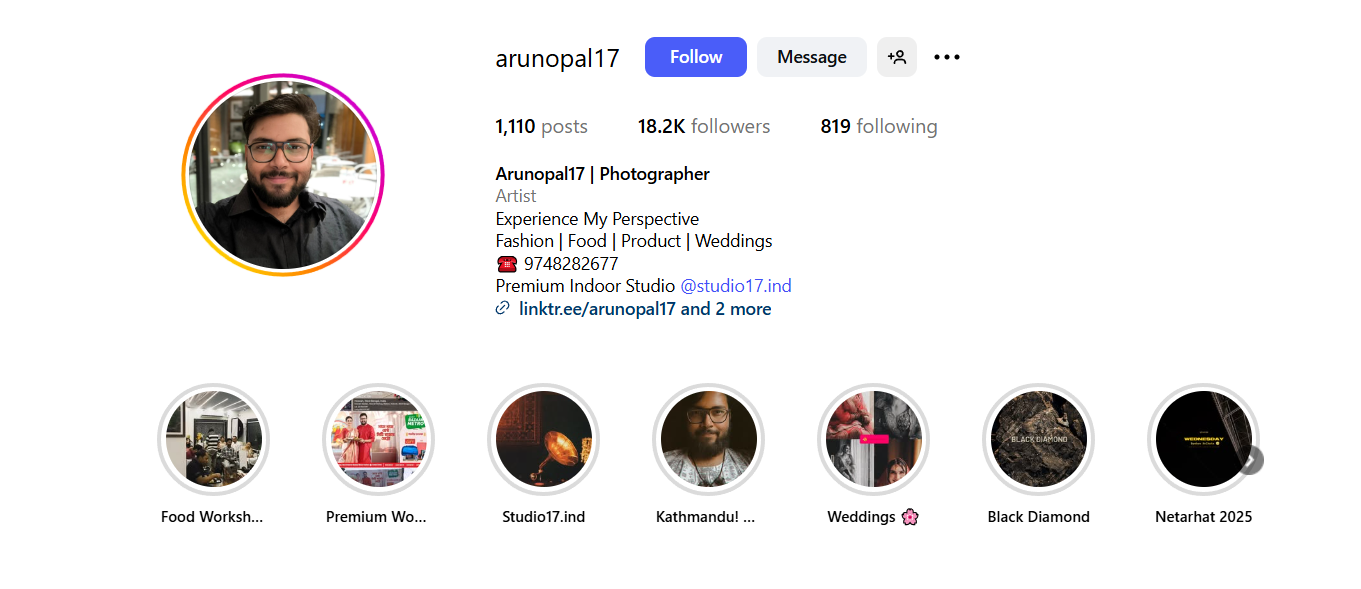 arunopal17
Follow
Message
1,110 posts
18.2K followers
819 following
Arunopal17 | Photographer
Artist
Experience My Perspective
Fashion | Food | Product | Weddings
☎️ 9748282677
Premium Indoor Studio @studio17.ind
linktr.ee/arunopal17 and 2 more
BLACK DIAMOND
WEDNESDAY
Food Worksh...
Premium Wo...
Studio17.ind
Kathmandu! ...
Weddings 🌸
Black Diamond
Netarhat 2025